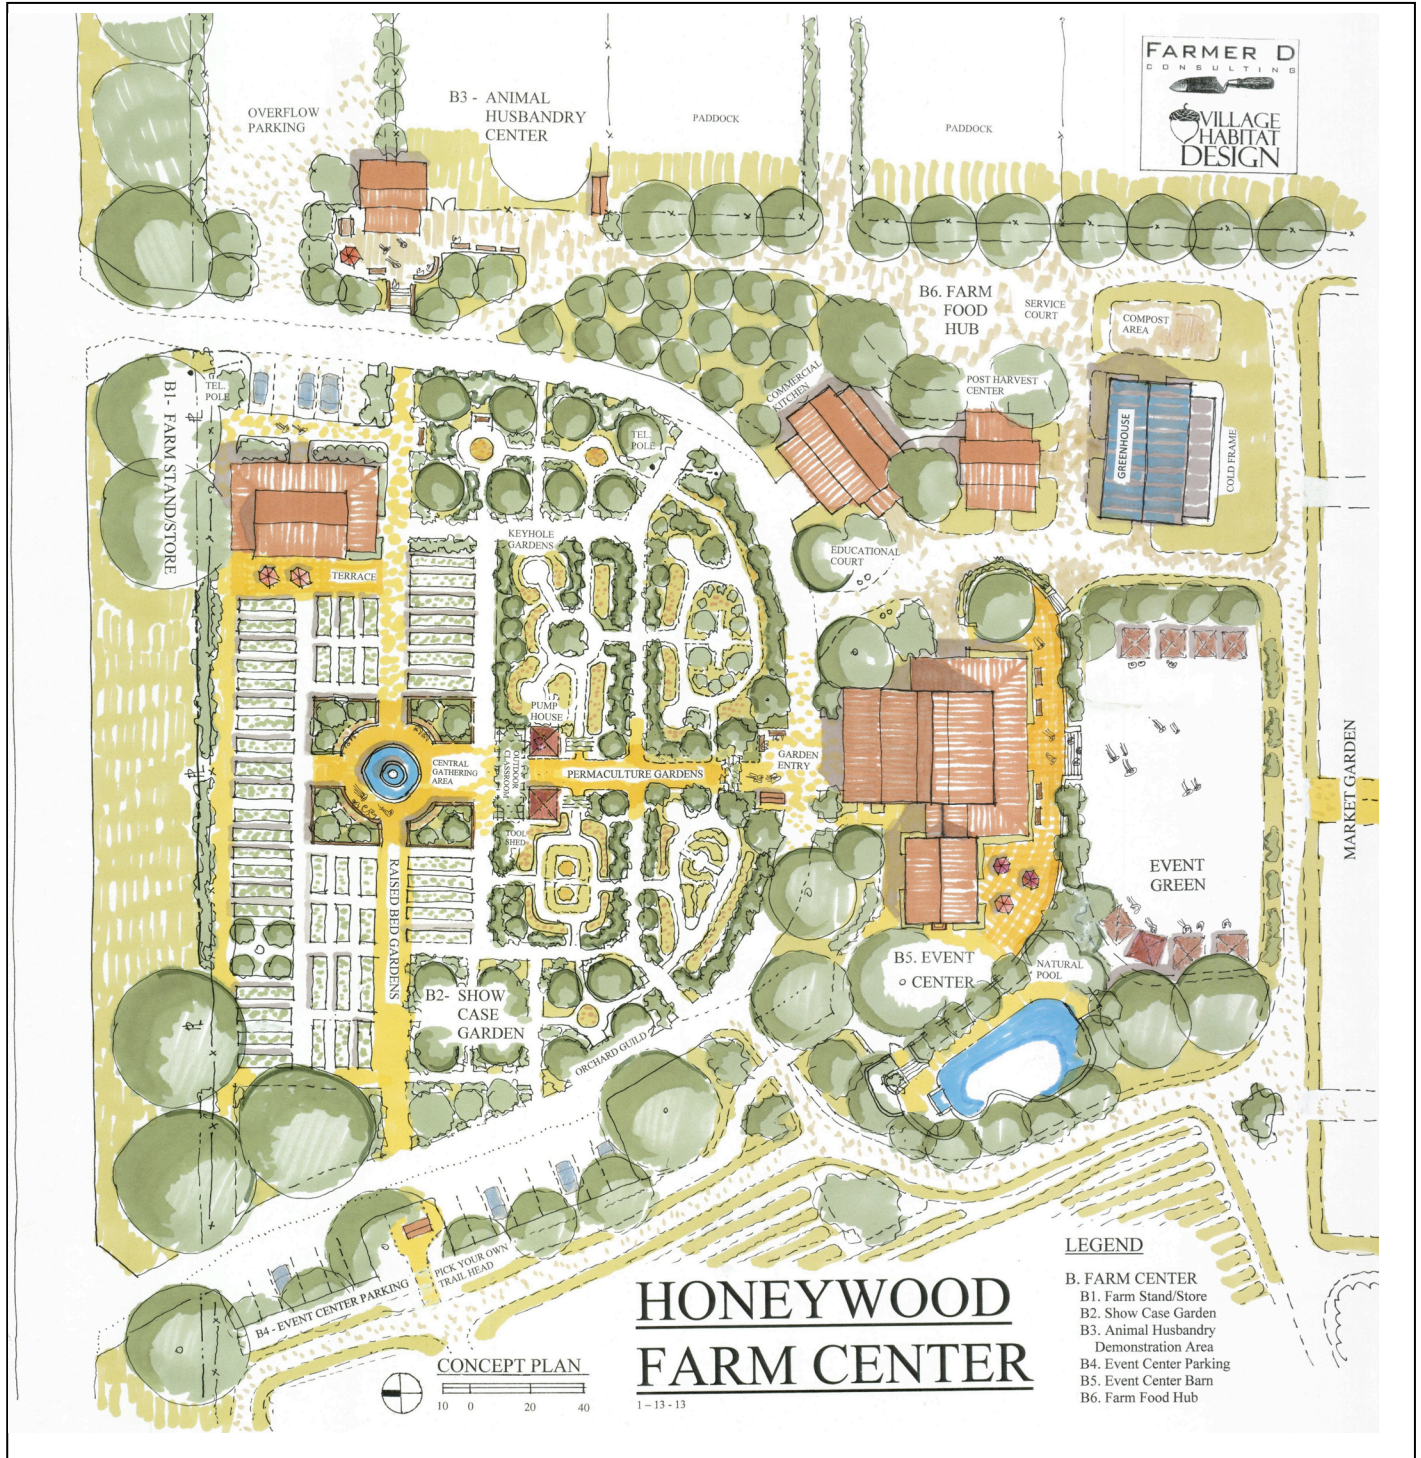 FARMER D
CONSULTING
VILLAGE
HABITAT
DESIGN
OVERFLOW
PARKING
B3 - ANIMAL
HUSBANDRY
CENTER
PADDOCK
PADDOCK
B6. FARM
FOOD
HUB
SERVICE
COURT
COMPOST
AREA
COMMERCIAL
KITCHEN
POST HARVEST
CENTER
GREENHOUSE
COLD FRAME
B1- FARM STAND/STORE
TEL.
POLE
TEL.
POLE
KEYHOLE
GARDENS
EDUCATIONAL
COURT
TERRACE
PUMP
HOUSE
CENTRAL
GATHERING
AREA
OUTDOOR
CLASSROOM
PERMACULTURE GARDENS
GARDEN
ENTRY
TOOL
SHED
RAISED BED GARDENS
MARKET GARDEN
EVENT
GREEN
B2- SHOW
CASE
GARDEN
B5. EVENT
CENTER
NATURAL
POOL
ORCHARD GUILD
PICK YOUR OWN
TRAIL HEAD
B4 - EVENT CENTER PARKING
CONCEPT PLAN
10 0 20 40
HONEYWOOD
FARM CENTER
1 - 13 - 13
LEGEND
B. FARM CENTER
B1. Farm Stand/Store
B2. Show Case Garden
B3. Animal Husbandry
Demonstration Area
B4. Event Center Parking
B5. Event Center Barn
B6. Farm Food Hub